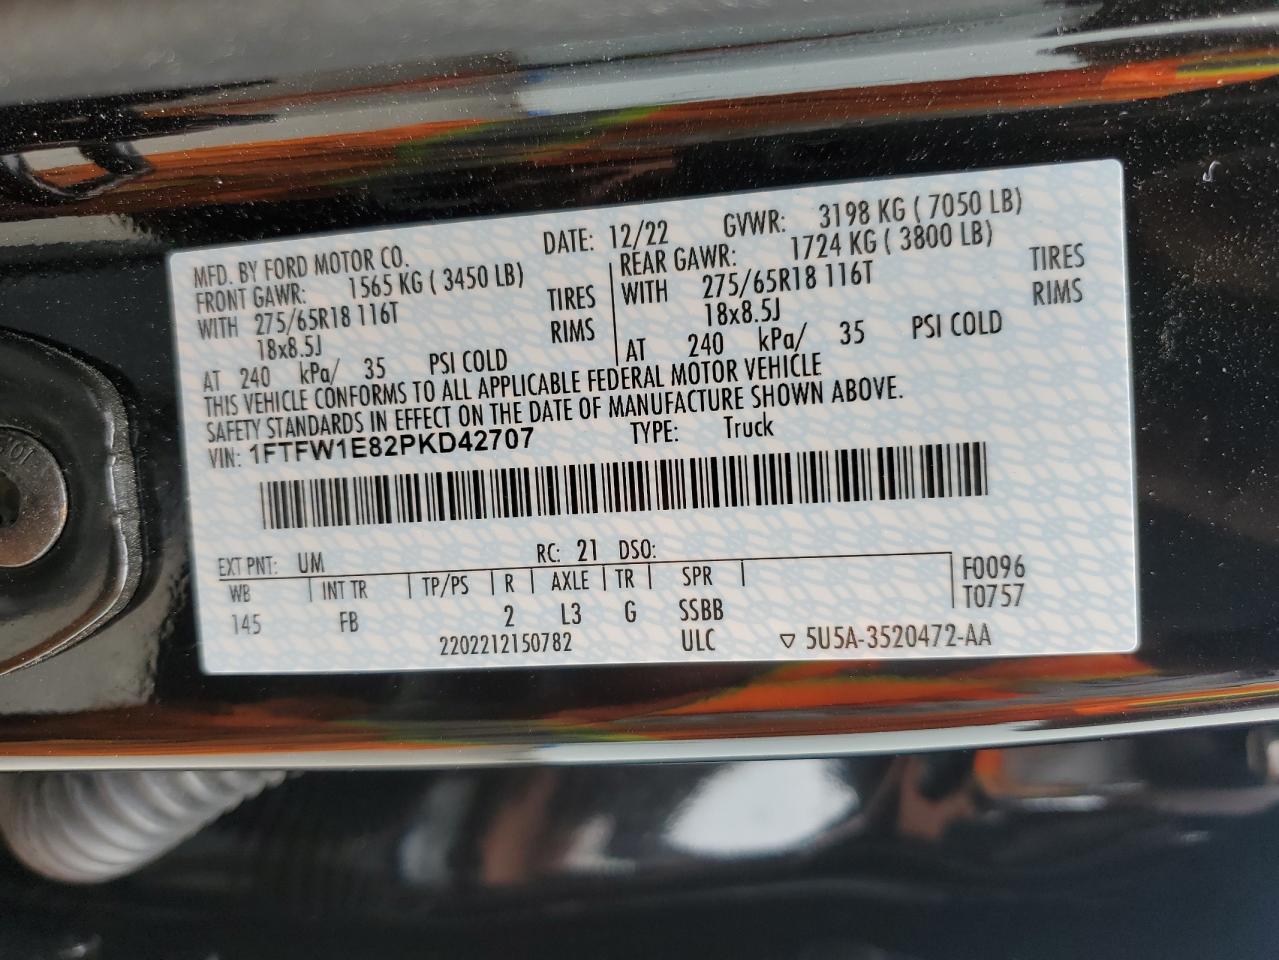 MFD. BY FORD MOTOR CO. DATE: 12/22 GVWR: 3198 KG ( 7050 LB)
FRONT GAWR: 1565 KG ( 3450 LB) REAR GAWR: 1724 KG ( 3800 LB)
WITH 275/65R18 116T TIRES WITH 275/65R18 116T TIRES
18x8.5J RIMS 18x8.5J RIMS
AT 240 kPa/ 35 PSI COLD AT 240 kPa/ 35 PSI COLD
THIS VEHICLE CONFORMS TO ALL APPLICABLE FEDERAL MOTOR VEHICLE
SAFETY STANDARDS IN EFFECT ON THE DATE OF MANUFACTURE SHOWN ABOVE.
VIN: 1FTFW1E82PKD42707 TYPE: Truck
EXT PNT: UM RC: 21 DSO:
WB INT TR TP/PS R AXLE TR SPR F0096
145 FB 2 L3 G SSBB T0757
2202212150782 ULC ▽ 5U5A-3520472-AA